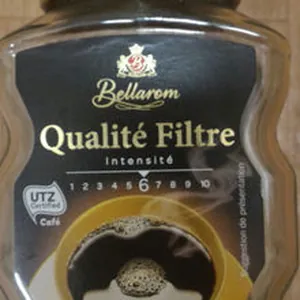 B
Bellarom
Qualité Filtre
Intensité
1 2 3 4 5 6 7 8 9 10
UTZ
Certified
Café
Suggestion de présentation